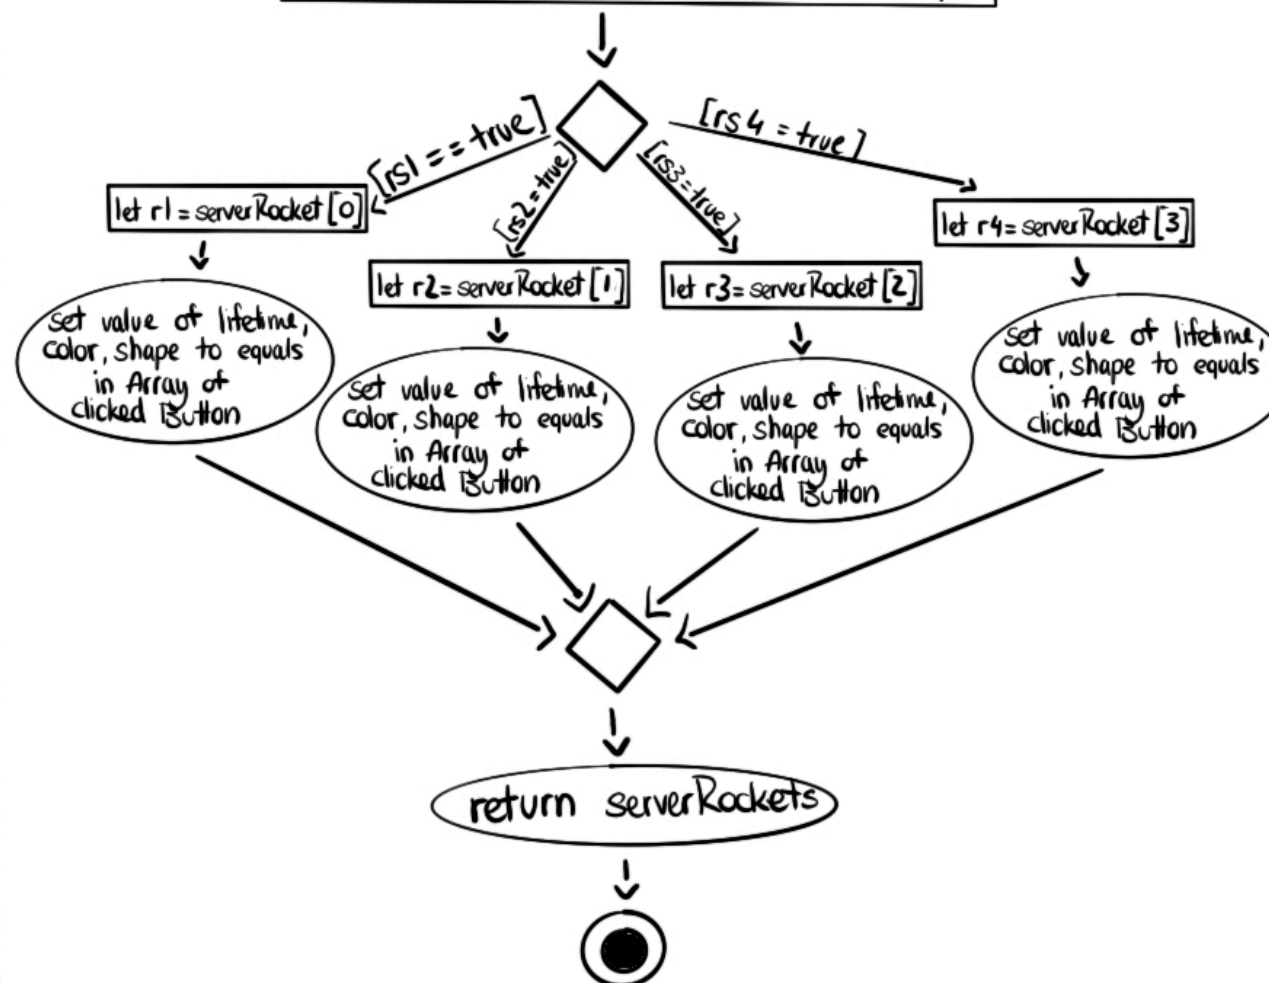 [rs1 == true]
[rs2 = true]
[rs3 = true]
[rs4 = true]
let r1 = serverRocket [0]
let r2 = serverRocket [1]
let r3 = serverRocket [2]
let r4 = serverRocket [3]
set value of lifetime,
color, shape to equals
in Array of
clicked Button
set value of lifetime,
color, shape to equals
in Array of
clicked Button
set value of lifetime,
color, shape to equals
in Array of
clicked Button
set value of lifetime,
color, shape to equals
in Array of
clicked Button
return serverRockets